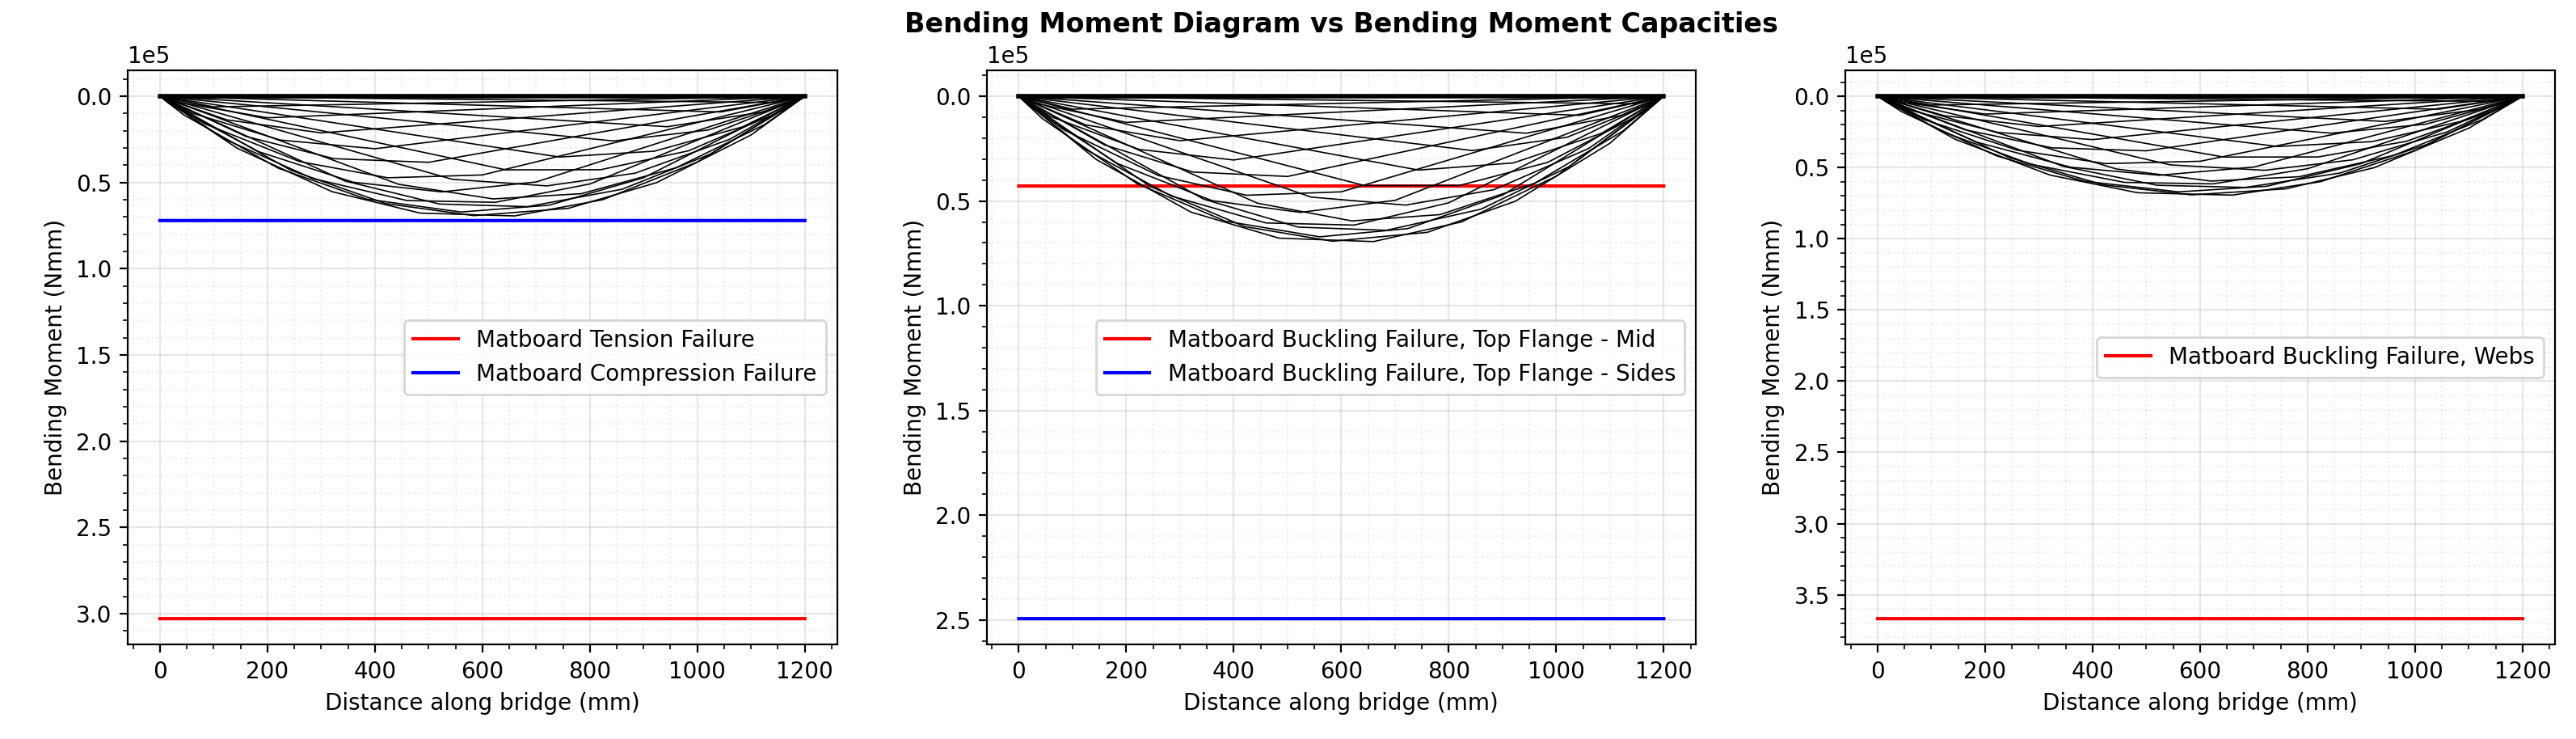 Bending Moment Diagram vs Bending Moment Capacities
1e5
0.0
0.5
1.0
1.5
2.0
2.5
3.0
Bending Moment (Nmm)
Matboard Tension Failure
Matboard Compression Failure
0 200 400 600 800 1000 1200
Distance along bridge (mm)
1e5
0.0
0.5
1.0
1.5
2.0
2.5
Bending Moment (Nmm)
Matboard Buckling Failure, Top Flange - Mid
Matboard Buckling Failure, Top Flange - Sides
0 200 400 600 800 1000 1200
Distance along bridge (mm)
1e5
0.0
0.5
1.0
1.5
2.0
2.5
3.0
3.5
Bending Moment (Nmm)
Matboard Buckling Failure, Webs
0 200 400 600 800 1000 1200
Distance along bridge (mm)